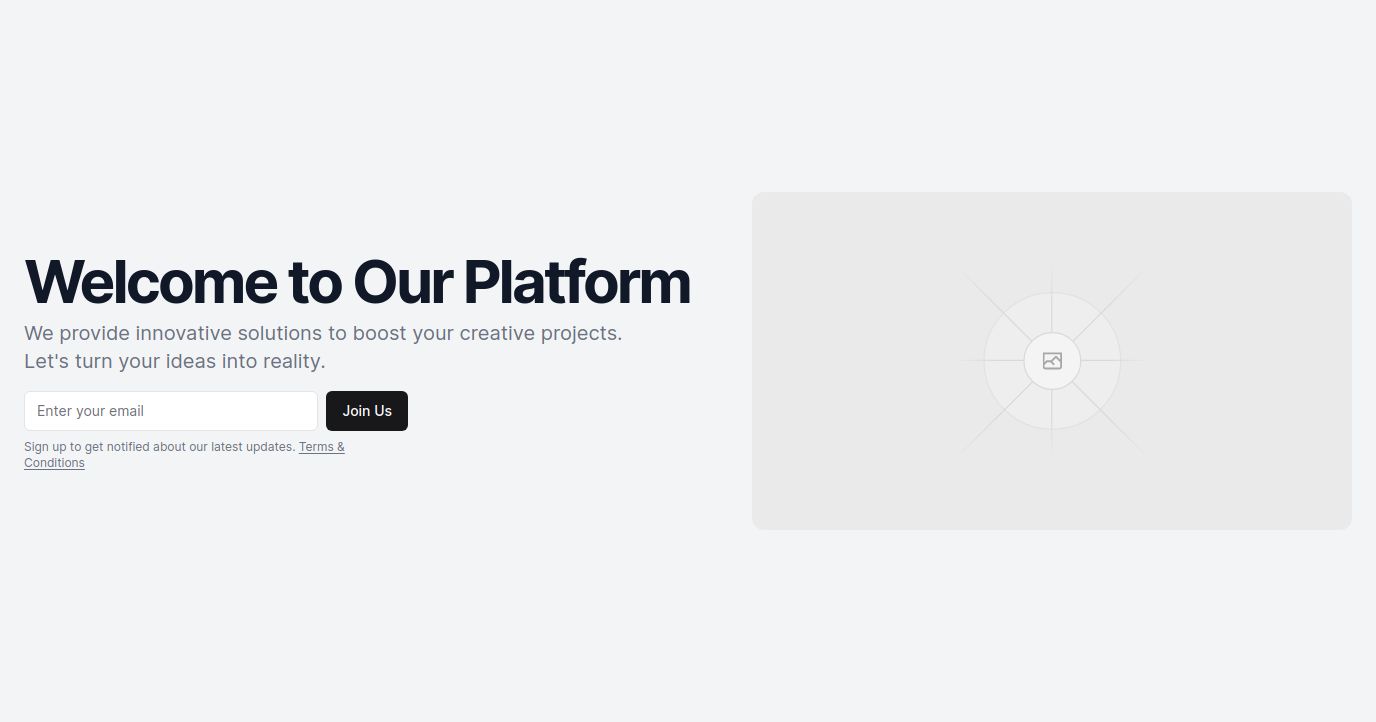 Welcome to Our Platform
We provide innovative solutions to boost your creative projects.
Let's turn your ideas into reality.
Enter your email
Join Us
Sign up to get notified about our latest updates. Terms &
Conditions